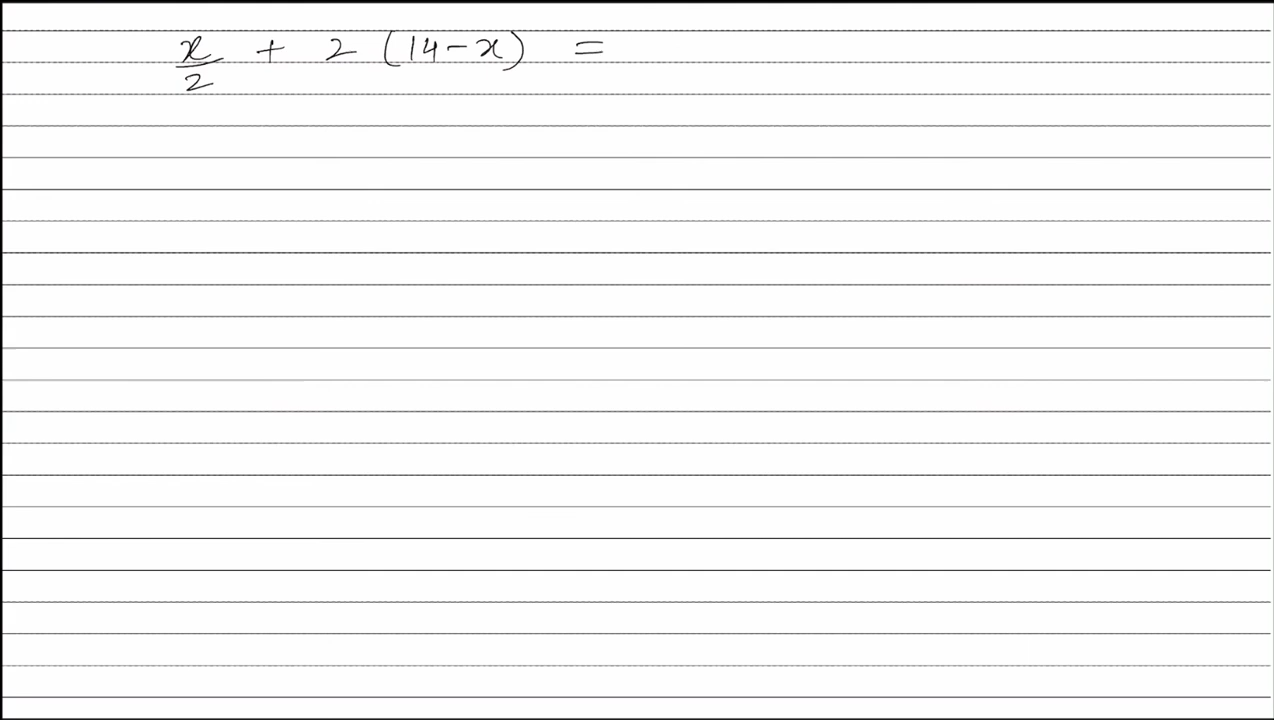 x/2 + 2 (14-x) =